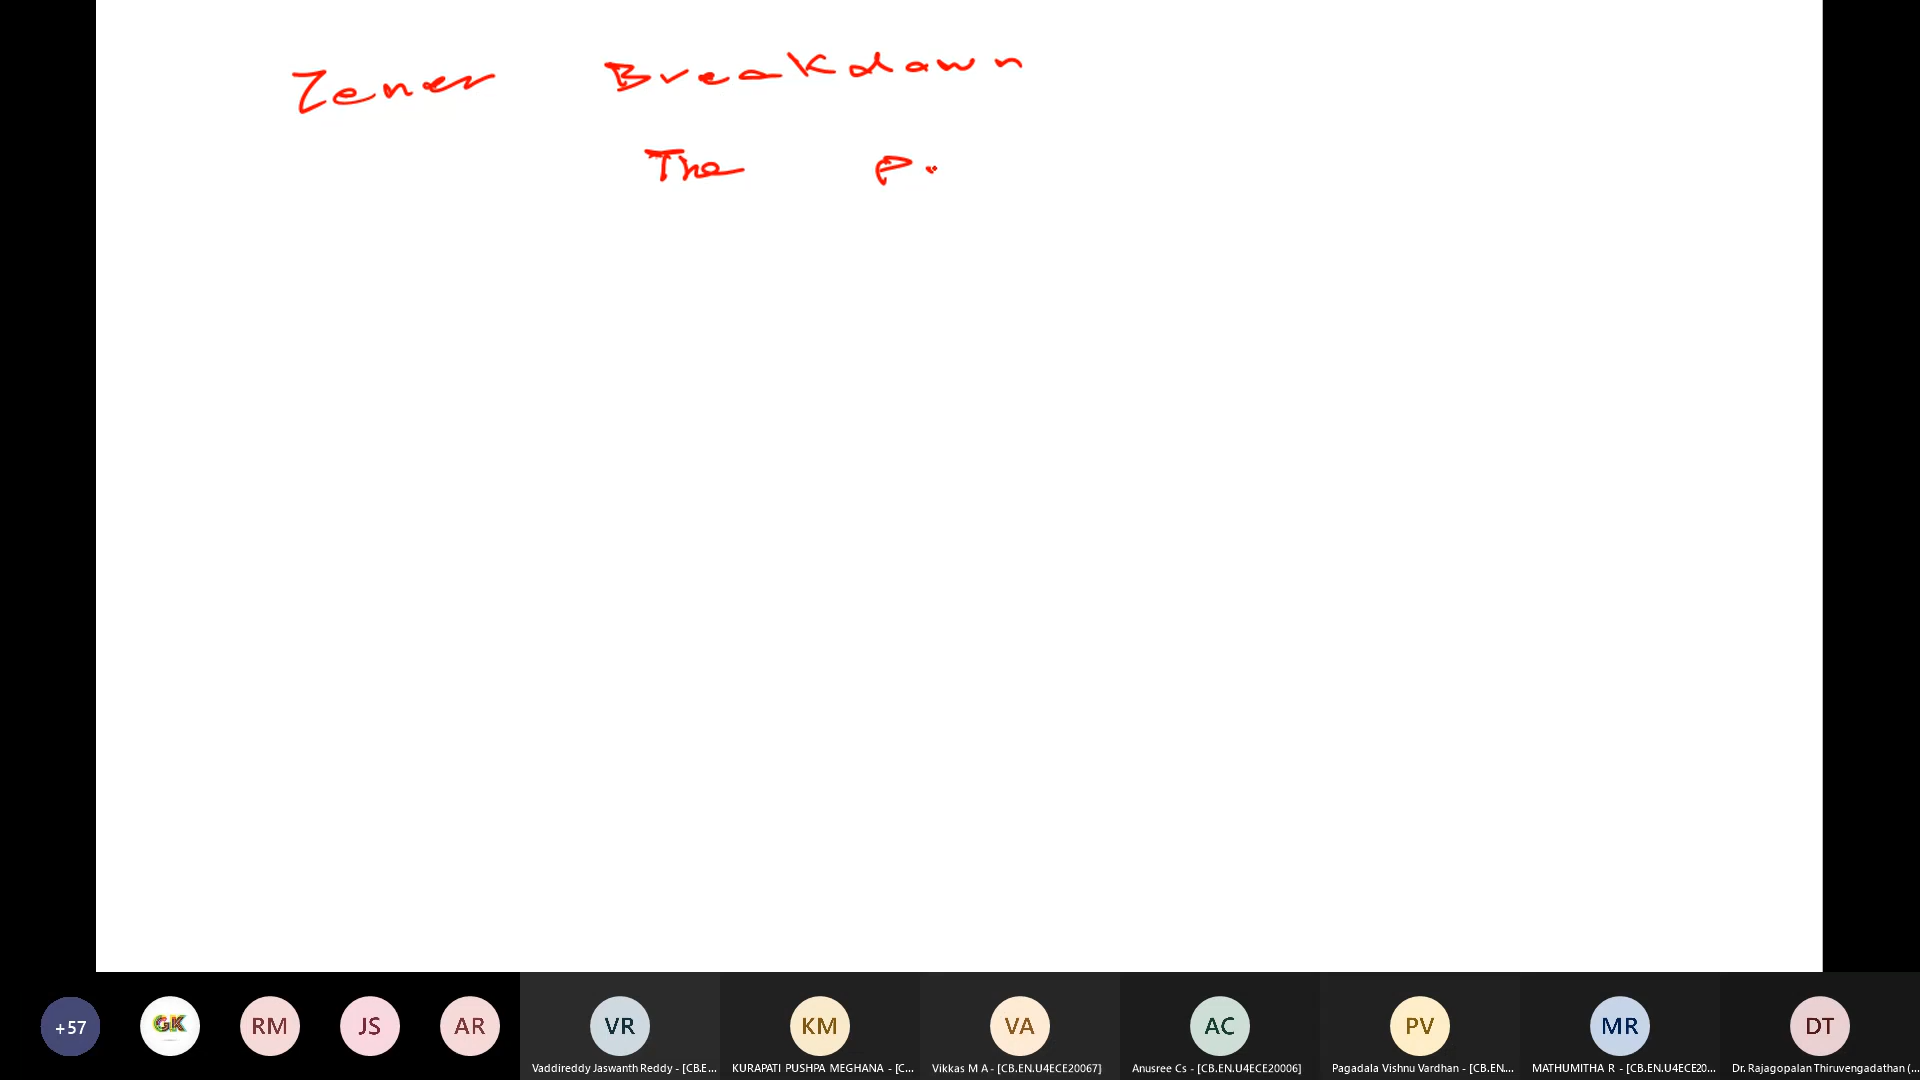 Zener Breakdown
The P
+57 GK RM JS AR VR KM VA AC PV MR DT
Vaddireddy Jaswanth Reddy - [CB.E... KURAPATI PUSHPA MEGHANA - [C... Vikkas M A - [CB.EN.U4ECE20067] Anusree Cs - [CB.EN.U4ECE20006] Pagadala Vishnu Vardhan - [CB.EN.... MATHUMITHA R - [CB.EN.U4ECE20... Dr. Rajagopalan Thiruvengadathan (...